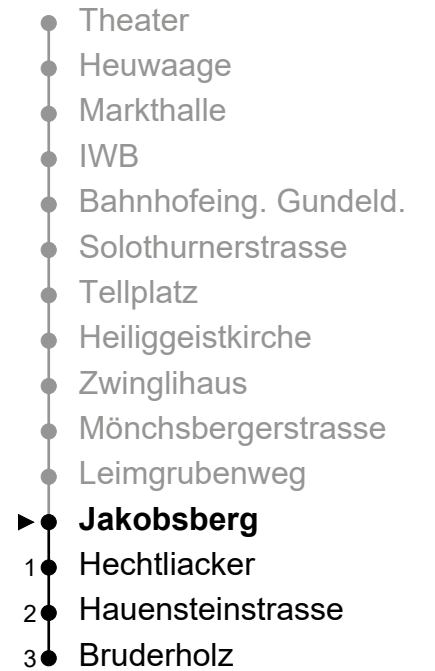 Theater
Heuwaage
Markthalle
IWB
Bahnhofeing. Gundeld.
Solothurnerstrasse
Tellplatz
Heiliggeistkirche
Zwinglihaus
Mönchsbergerstrasse
Leimgrubenweg
Jakobsberg
1 Hechtliacker
2 Hauensteinstrasse
3 Bruderholz